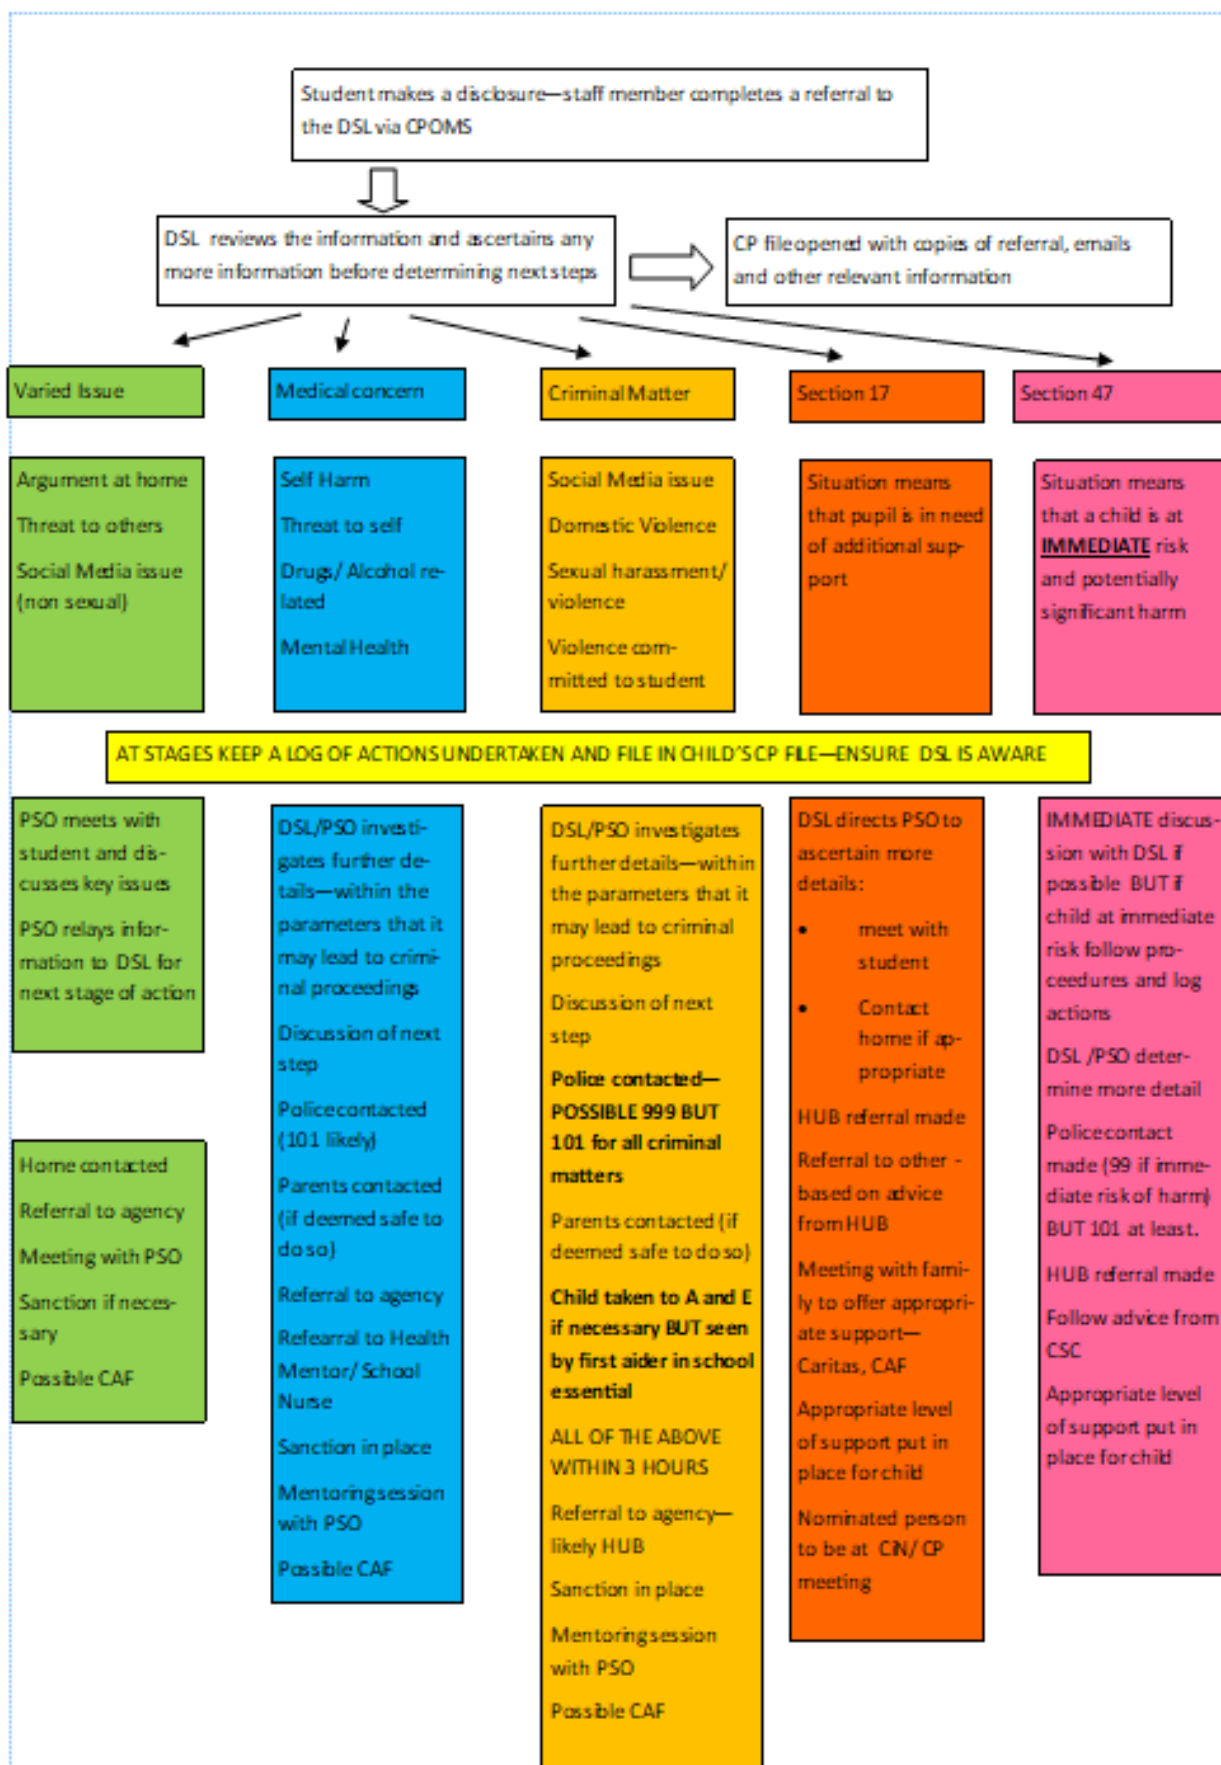 Student makes a disclosure—staff member completes a referral to
the DSL via CPOMS
DSL reviews the information and ascertains any
more information before determining next steps
CP file opened with copies of referral, emails
and other relevant information
Varied Issue
Medical concern
Criminal Matter
Section 17
Section 47
Argument at home
Threat to others
Social Media issue
(non sexual)
Self Harm
Threat to self
Drugs/ Alcohol re-
lated
Mental Health
Social Media issue
Domestic Violence
Sexual harassment/
violence
Violence com-
mitted to student
Situation means
that pupil is in need
of additional sup-
port
Situation means
that a child is at
IMMEDIATE risk
and potentially
significant harm
AT STAGES KEEP A LOG OF ACTIONS UNDERTAKEN AND FILE IN CHILD'S CP FILE—ENSURE DSL IS AWARE
PSO meets with
student and dis-
cusses key issues
PSO relays infor-
mation to DSL for
next stage of action
Home contacted
Referral to agency
Meeting with PSO
Sanction if neces-
sary
Possible CAF
DSL/PSO investi-
gates further de-
tails—within the
parameters that it
may lead to crimi-
nal proceedings
Discussion of next
step
Police contacted
(101 likely)
Parents contacted
(if deemed safe to
do so)
Referral to agency
Refearral to Health
Mentor/ School
Nurse
Sanction in place
Mentoring session
with PSO
Possible CAF
DSL/PSO investigates
further details—within
the parameters that it
may lead to criminal
proceedings
Discussion of next
step
Police contacted—
POSSIBLE 999 BUT
101 for all criminal
matters
Parents contacted (if
deemed safe to do so)
Child taken to A and E
if necessary BUT seen
by first aider in school
essential
ALL OF THE ABOVE
WITHIN 3 HOURS
Referral to agency—
likely HUB
Sanction in place
Mentoring session
with PSO
Possible CAF
DSL directs PSO to
ascertain more
details:
• meet with
student
• Contact
home if ap-
propriate
HUB referral made
Referral to other -
based on advice
from HUB
Meeting with fami-
ly to offer appropri-
ate support—
Caritas, CAF
Appropriate level
of support put in
place for child
Nominated person
to be at CiN/ CP
meeting
IMMEDIATE discus-
sion with DSL if
possible BUT if
child at immediate
risk follow pro-
ceedures and log
actions
DSL /PSO deter-
mine more detail
Police contact
made (99 if imme-
diate risk of harm)
BUT 101 at least.
HUB referral made
Follow advice from
CSC
Appropriate level
of support put in
place for child